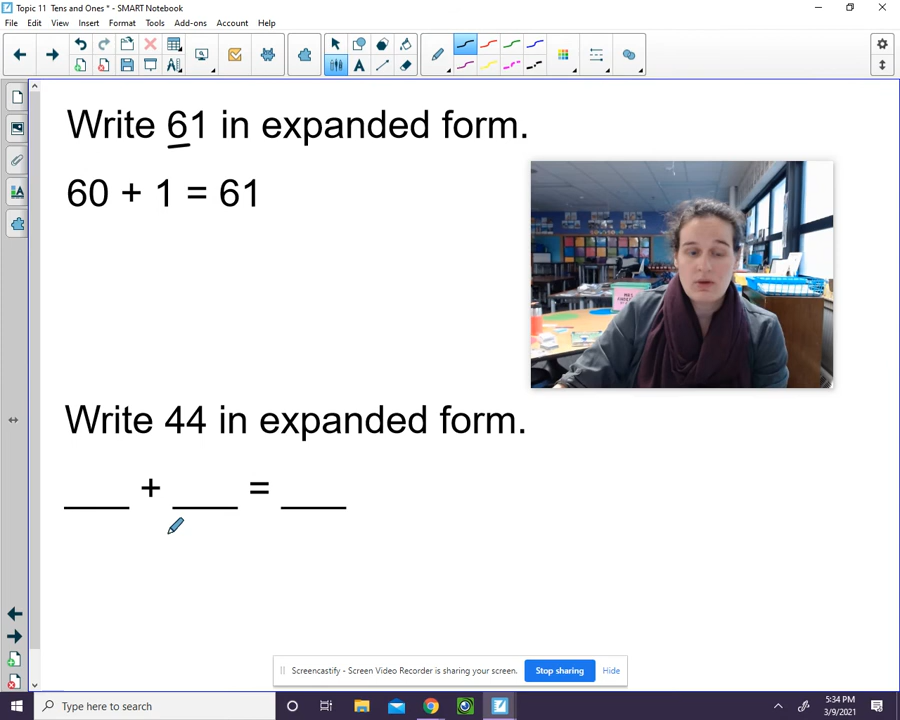 Topic 11 Tens and Ones * - SMART Notebook
File Edit View Insert Format Tools Add-ons Account Help
Write 61 in expanded form.
60 + 1 = 61
Write 44 in expanded form.
____ + ____ = ____
Screencastify - Screen Video Recorder is sharing your screen. Stop sharing Hide
Type here to search
5:34 PM
3/9/2021